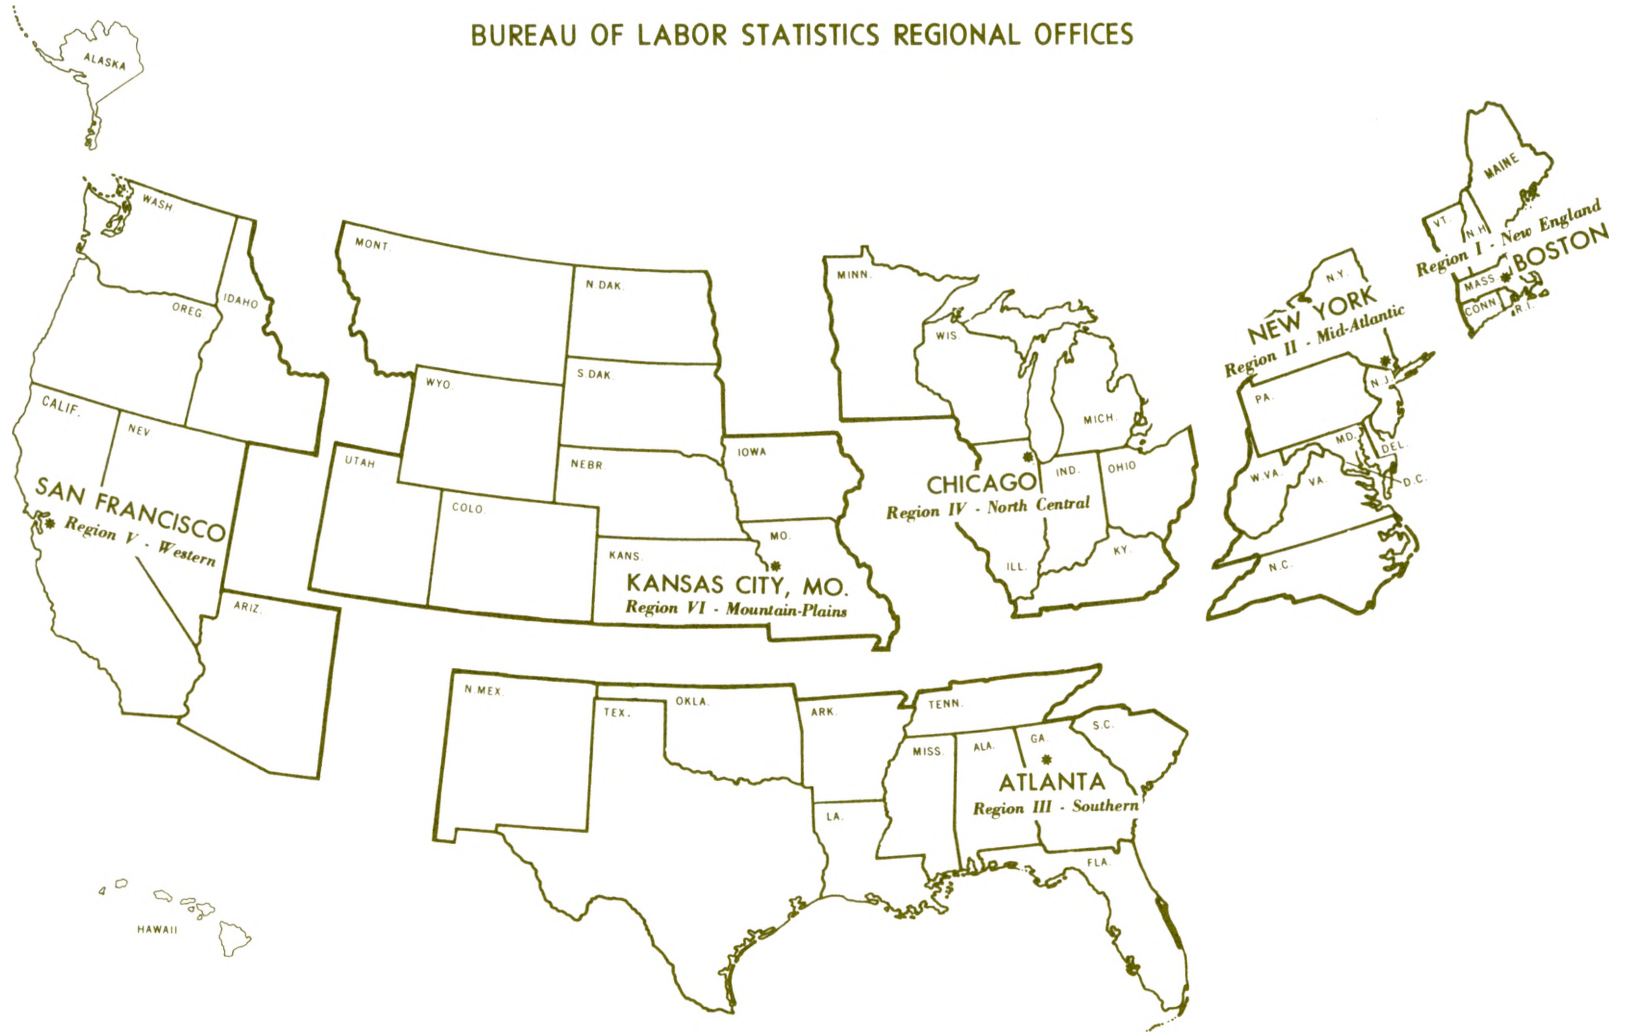 BUREAU OF LABOR STATISTICS REGIONAL OFFICES
ALASKA
WASH.
OREG.
IDAHO
CALIF.
NEV
SAN FRANCISCO
Region V - Western
ARIZ.
HAWAII
MONT.
N.DAK.
S.DAK.
WYO
NEBR.
UTAH
COLO.
KANS.
IOWA
MO.
KANSAS CITY, MO.
Region VI - Mountain-Plains
MINN.
WIS.
MICH.
CHICAGO
Region IV - North Central
IND.
OHIO
ILL.
KY.
MAINE
VT.
N.H.
Region I - New England
BOSTON
MASS.
CONN.
R.I.
N.Y.
NEW YORK
Region II - Mid-Atlantic
N.J.
PA.
MD.
DEL.
W.VA.
VA.
D.C.
N.C.
N.MEX.
TEX.
OKLA.
ARK.
LA.
TENN.
MISS.
ALA.
GA.
S.C.
ATLANTA
Region III - Southern
FLA.